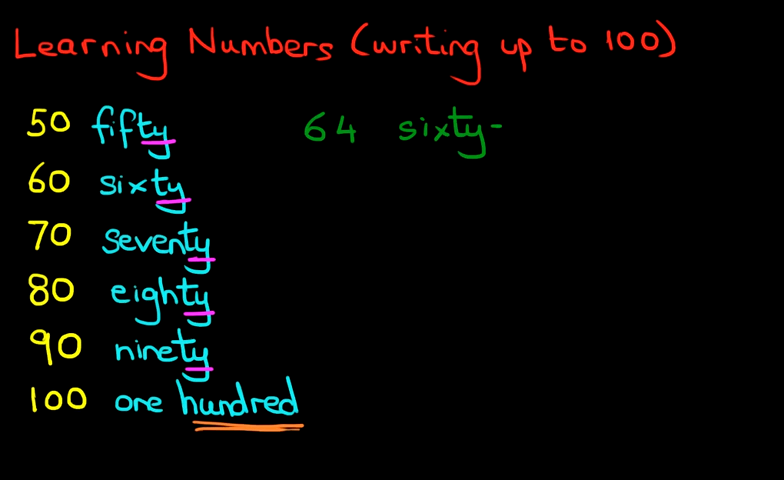 Learning Numbers (writing up to 100)
50 fifty
64 sixty-
60 sixty
70 seventy
80 eighty
90 ninety
100 one hundred